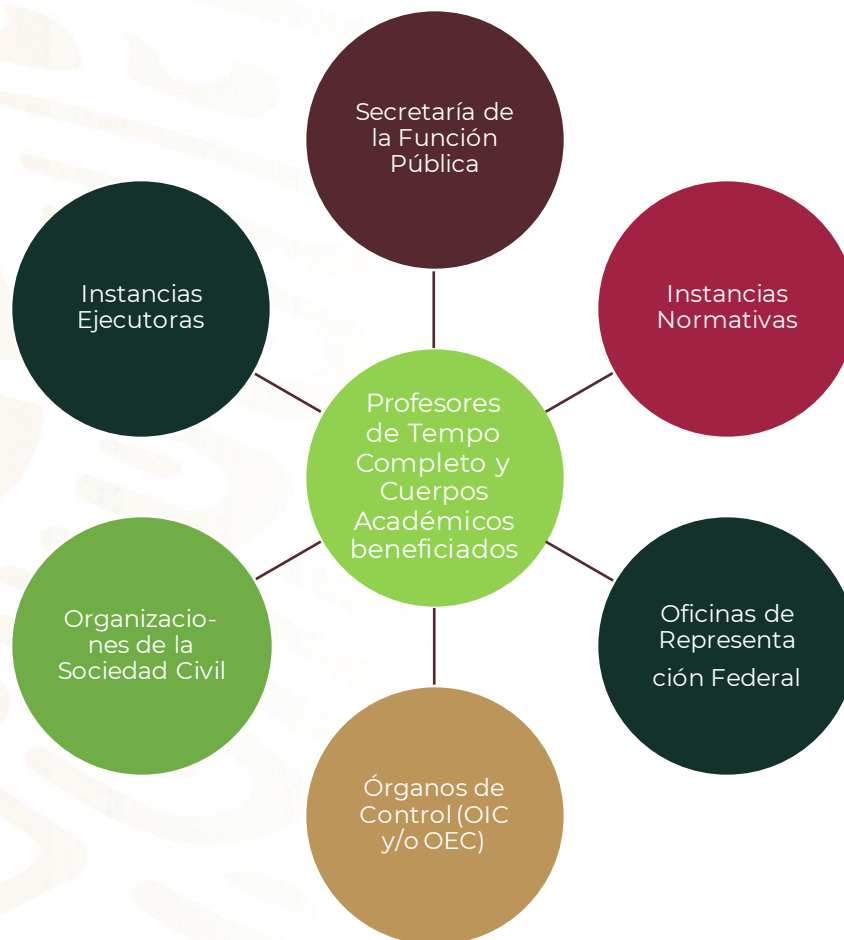 Secretaría de
la Función
Pública
Instancias
Ejecutoras
Instancias
Normativas
Profesores
de Tempo
Completo y
Cuerpos
Académicos
beneficiados
Organizacio-
nes de la
Sociedad Civil
Oficinas de
Representa
ción Federal
Órganos de
Control (OIC
y/o OEC)